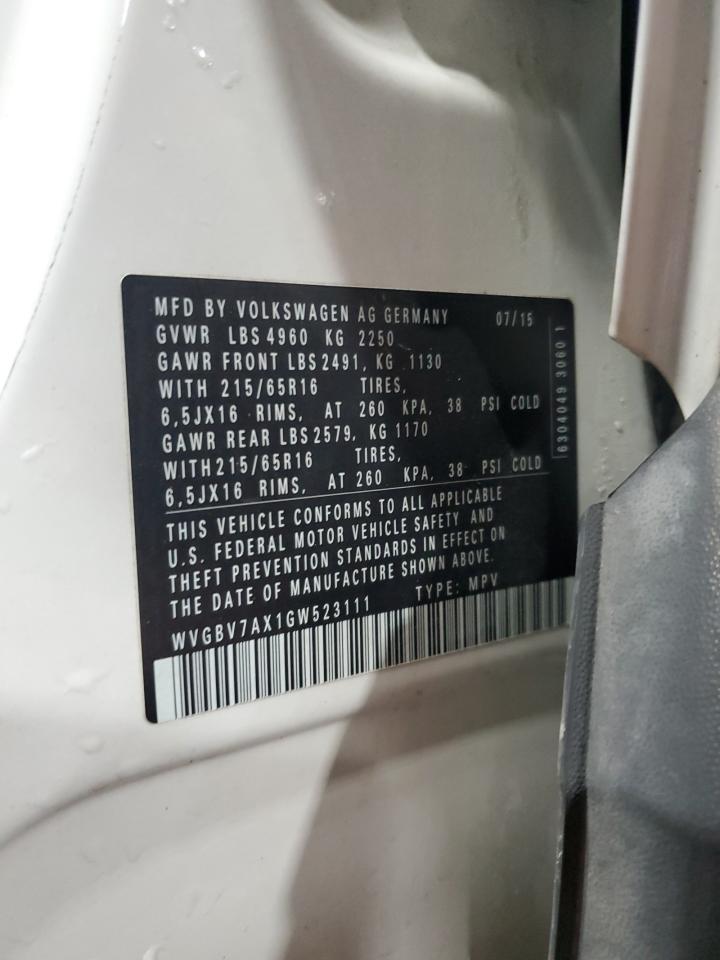 MFD BY VOLKSWAGEN AG GERMANY 07/15
GVWR LBS 4960 KG 2250
GAWR FRONT LBS 2491, KG 1130
WITH 215/65R16 TIRES,
6,5JX16 RIMS, AT 260 KPA, 38 PSI COLD
GAWR REAR LBS 2579, KG 1170
WITH 215/65R16 TIRES,
6,5JX16 RIMS, AT 260 KPA, 38 PSI COLD
THIS VEHICLE CONFORMS TO ALL APPLICABLE
U.S. FEDERAL MOTOR VEHICLE SAFETY AND
THEFT PREVENTION STANDARDS IN EFFECT ON
THE DATE OF MANUFACTURE SHOWN ABOVE.
WVGBV7AX1GW523111 TYPE: MPV
6304049 3060 1